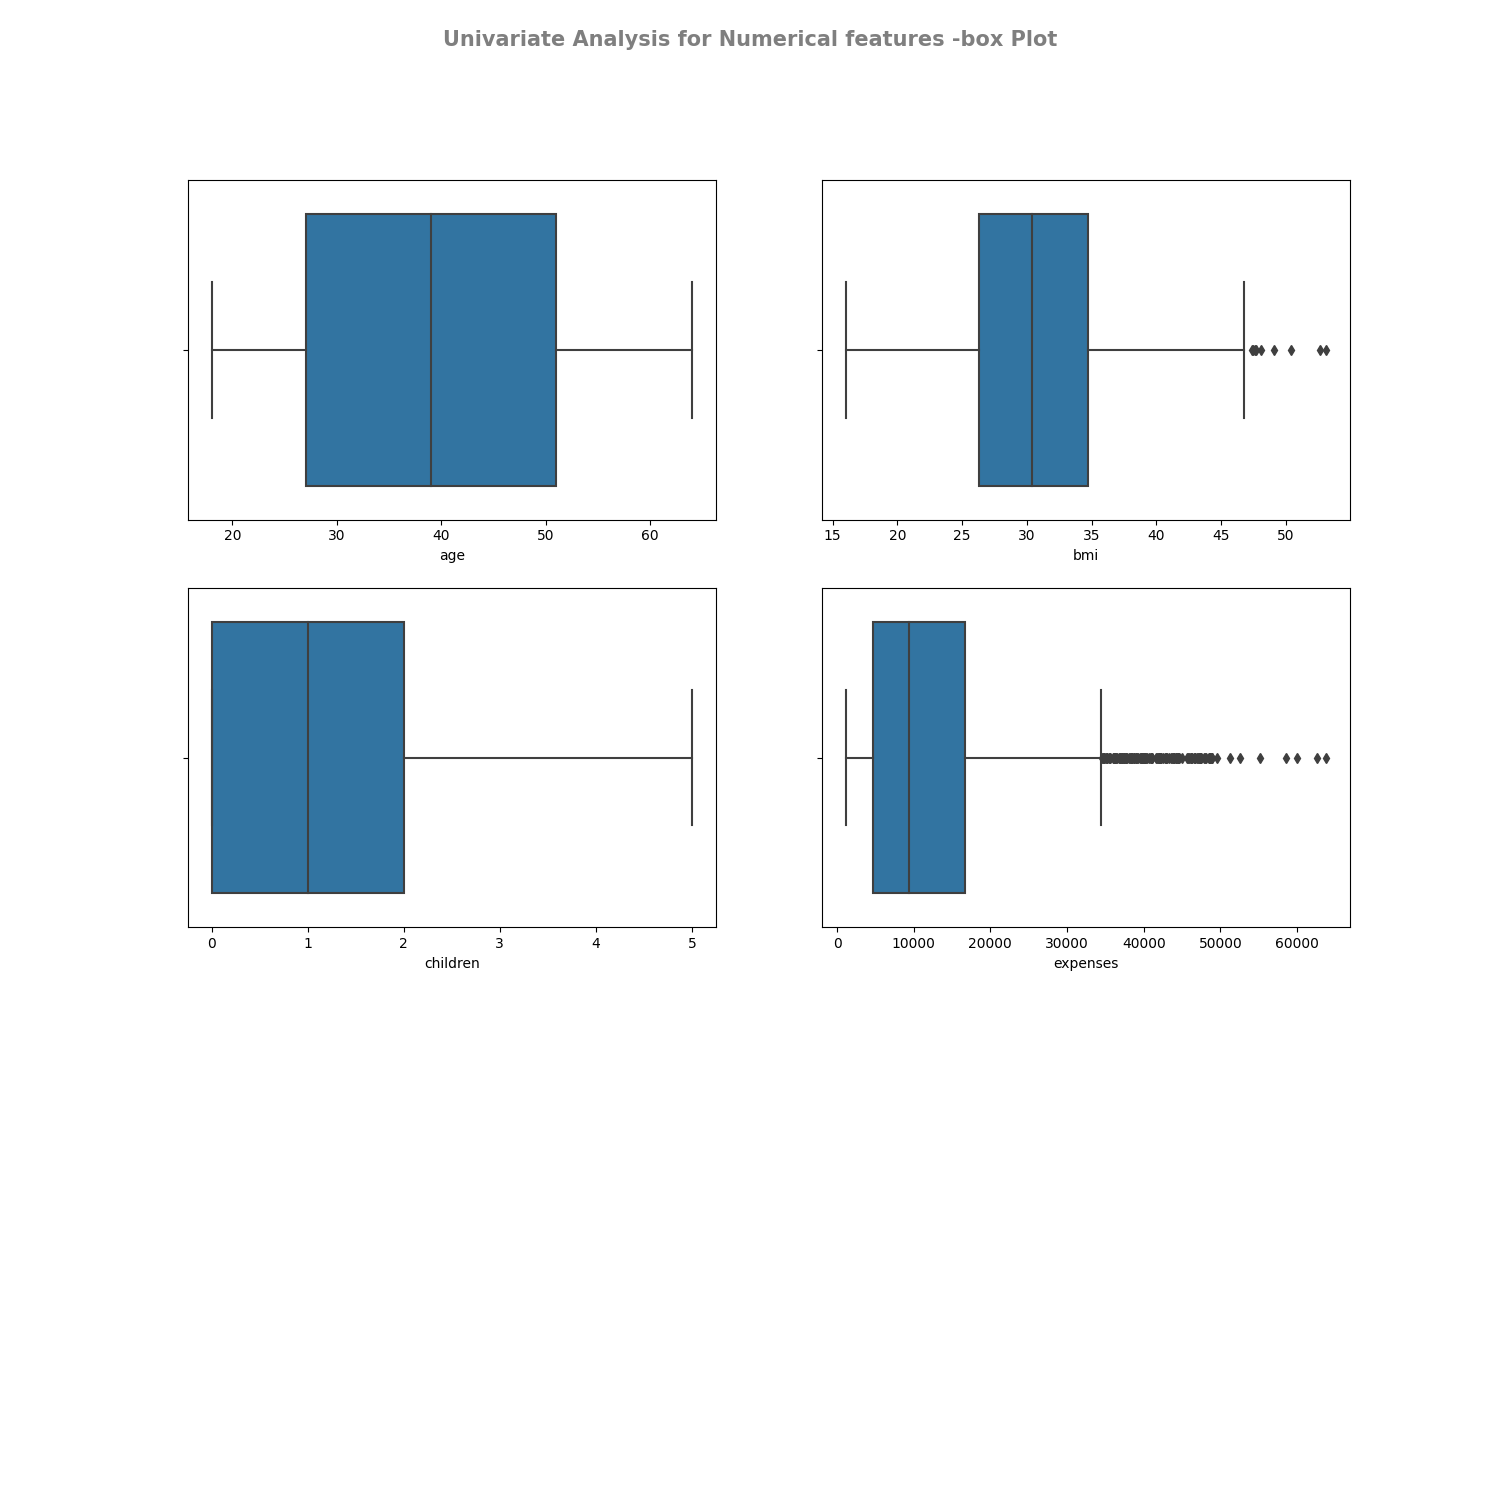 Univariate Analysis for Numerical features -box Plot
20 30 40 50 60
age
15 20 25 30 35 40 45 50
bmi
0 1 2 3 4 5
children
0 10000 20000 30000 40000 50000 60000
expenses